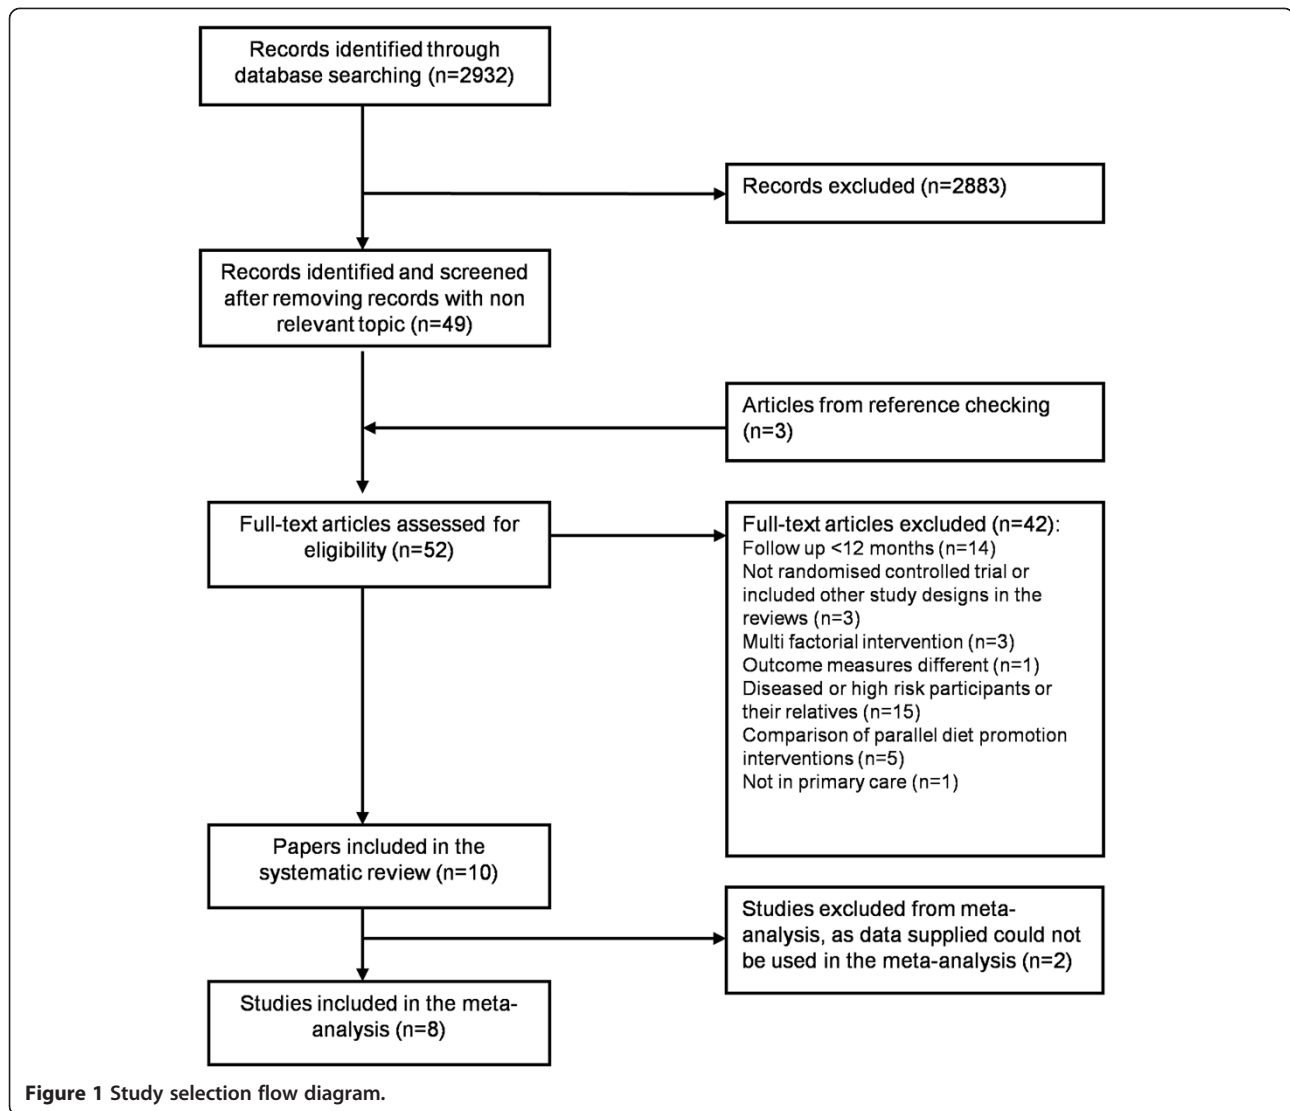 Records identified through
database searching (n=2932)
Records excluded (n=2883)
Records identified and screened
after removing records with non
relevant topic (n=49)
Articles from reference checking
(n=3)
Full-text articles assessed for
eligibility (n=52)
Full-text articles excluded (n=42):
Follow up <12 months (n=14)
Not randomised controlled trial or
included other study designs in the
reviews (n=3)
Multi factorial intervention (n=3)
Outcome measures different (n=1)
Diseased or high risk participants or
their relatives (n=15)
Comparison of parallel diet promotion
interventions (n=5)
Not in primary care (n=1)
Papers included in the
systematic review (n=10)
Studies excluded from meta-
analysis, as data supplied could not
be used in the meta-analysis (n=2)
Studies included in the meta-
analysis (n=8)
Figure 1 Study selection flow diagram.